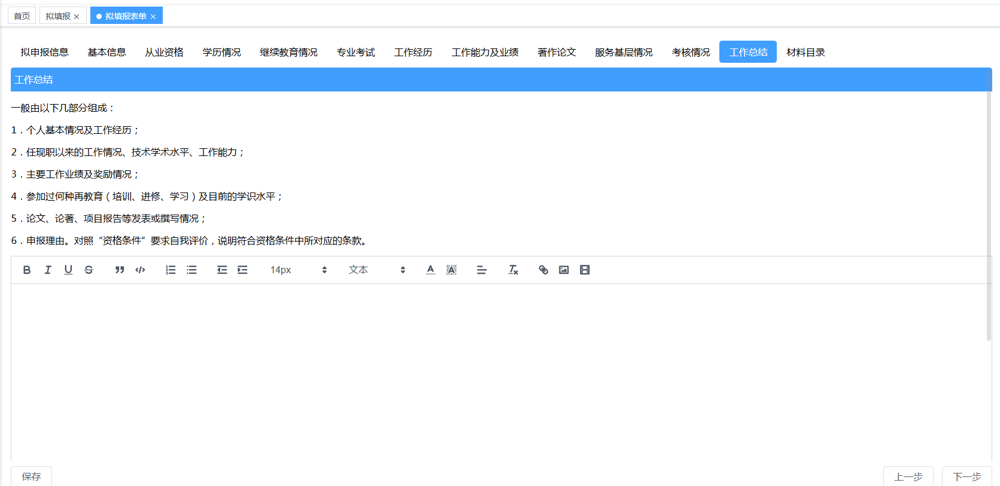 首页 拟填报 拟填报表单
拟申报信息 基本信息 从业资格 学历情况 继续教育情况 专业考试 工作经历 工作能力及业绩 著作论文 服务基层情况 考核情况 工作总结 材料目录
工作总结
一般由以下几部分组成：
1．个人基本情况及工作经历；
2．任现职以来的工作情况、技术学术水平、工作能力；
3．主要工作业绩及奖励情况；
4．参加过何种再教育（培训、进修、学习）及目前的学识水平；
5．论文、论著、项目报告等发表或撰写情况；
6．申报理由。对照“资格条件”要求自我评价，说明符合资格条件中所对应的条款。
14px 文本
保存 上一步 下一步